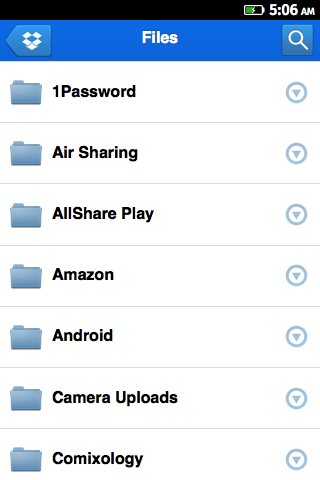 5:06 AM
Files
1Password
Air Sharing
AllShare Play
Amazon
Android
Camera Uploads
Comixology